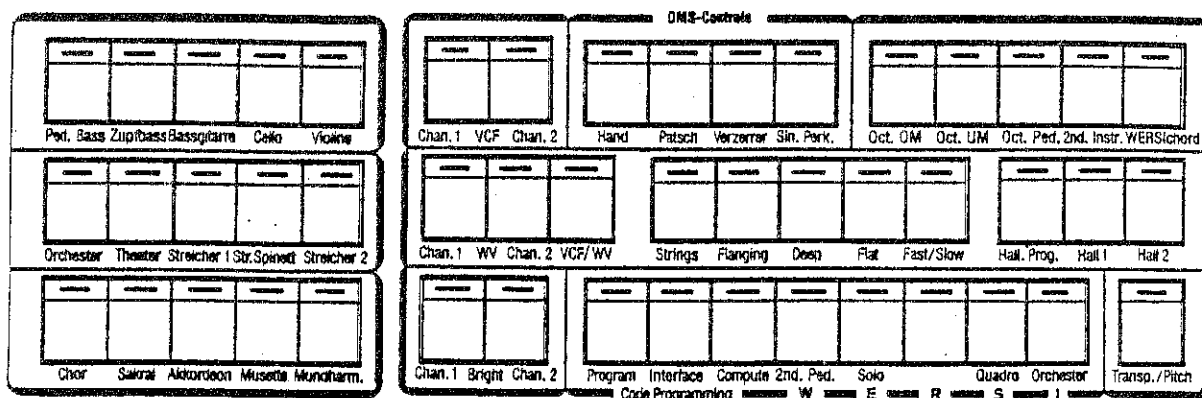 DMS-Controls
Ped. Bass Zupfbass Bassgitarre Cello Violine
Chan. 1 VCF Chan. 2 Hand Patsch Verzerrer Sin. Perk. Oct. OM Oct. UM Oct. Ped. 2nd. Instr. WERSIchord
Orchester Theater Streicher 1 Str.Spinett Streicher 2
Chan. 1 WV Chan. 2 VCF/WV Strings Flanging Deep Flat Fast/Slow Hall. Prog. Hall 1 Hall 2
Chor Sakral Akkordeon Musette Mundharm.
Chan. 1 Bright Chan. 2 Program Interface Compute 2nd. Ped. Solo Quadro Orchester Transp./Pitch
Code Programming W E R S I